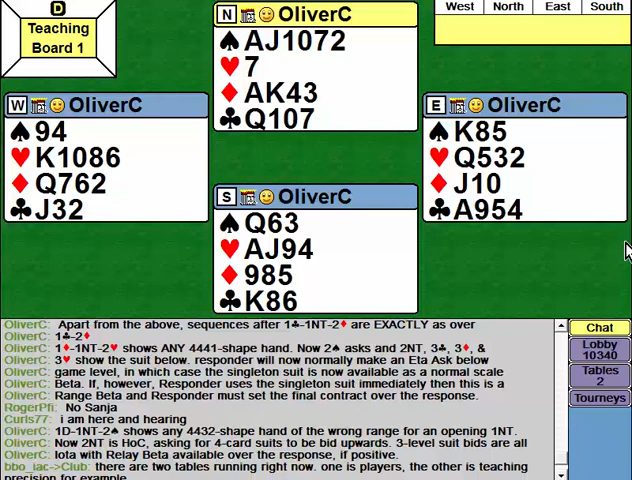 D
Teaching
Board 1
N OliverC
♠AJ1072
♥7
♦AK43
♣Q107
West North East South
W OliverC
♠94
♥K1086
♦Q762
♣J32
E OliverC
♠K85
♥Q532
♦J10
♣A954
S OliverC
♠Q63
♥AJ94
♦985
♣K86
OliverC: Apart from the above, sequences after 1♣-1NT-2♦ are EXACTLY as over
1♣-2♦
OliverC: 1♦-1NT-2♥ shows ANY 4441-shape hand. Now 2♠ asks and 2NT, 3♣, 3♦, &
3♥ show the suit below. responder will now normally make an Eta Ask below
game level, in which case the singleton suit is now available as a normal scale
Beta. If, however, Responder uses the singleton suit immediately then this is a
Range Beta and Responder must set the final contract over the response.
RogerPfi: No Sanja
Curls77: i am here and hearing
OliverC: 1D-1NT-2♠ shows any 4432-shape hand of the wrong range for an opening 1NT.
OliverC: Now 2NT is HoC, asking for 4-card suits to be bid upwards. 3-level suit bids are all
OliverC: Iota with Relay Beta available over the response, if positive.
bbo_iac->Club: there are two tables running right now. one is players, the other is teaching
precision for example
Chat
Lobby
10340
Tables
2
Tourneys